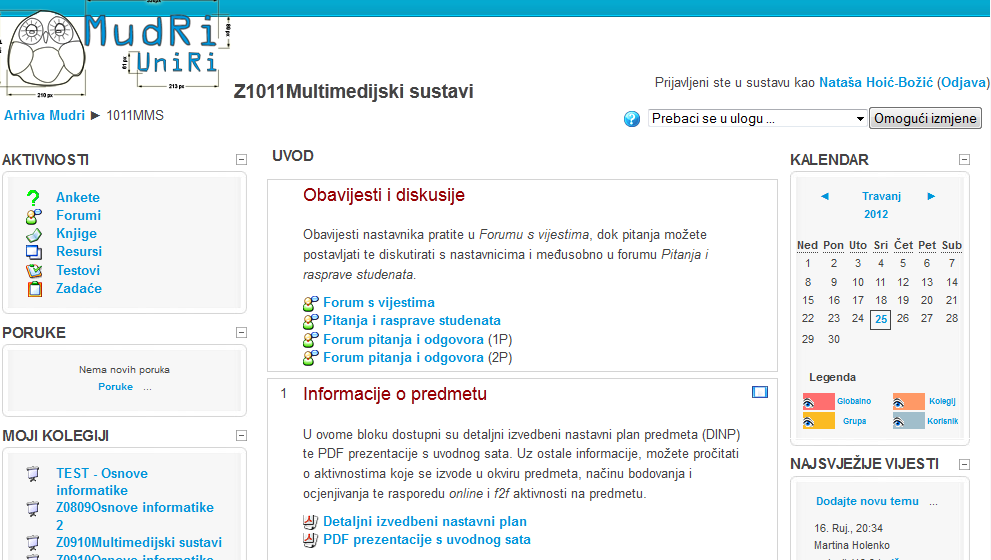 MudRi
UniRi
210 px
213 px
Z1011Multimedijski sustavi
Prijavljeni ste u sustavu kao Nataša Hoić-Božić (Odjava)
Arhiva Mudri ► 1011MMS
Prebaci se u ulogu ...
Omogući izmjene
AKTIVNOSTI
Ankete
Forumi
Knjige
Resursi
Testovi
Zadaće
PORUKE
Nema novih poruka
Poruke ...
MOJI KOLEGIJI
TEST - Osnove
informatike
Z0809Osnove informatike
2
Z0910Multimedijski sustavi
Z0910Osnove informatike
UVOD
Obavijesti i diskusije
Obavijesti nastavnika pratite u Forumu s vijestima, dok pitanja možete
postavljati te diskutirati s nastavnicima i međusobno u forumu Pitanja i
rasprave studenata.
Forum s vijestima
Pitanja i rasprave studenata
Forum pitanja i odgovora (1P)
Forum pitanja i odgovora (2P)
1 Informacije o predmetu
U ovome bloku dostupni su detaljni izvedbeni nastavni plan predmeta (DINP)
te PDF prezentacije s uvodnog sata. Uz ostale informacije, možete pročitati
o aktivnostima koje se izvode u okviru predmeta, načinu bodovanja i
ocjenjivanja te rasporedu online i f2f aktivnosti na predmetu.
Detaljni izvedbeni nastavni plan
PDF prezentacije s uvodnog sata
KALENDAR
◄ Travanj ►
2012
Ned Pon Uto Sri Čet Pet Sub
1 2 3 4 5 6 7
8 9 10 11 12 13 14
15 16 17 18 19 20 21
22 23 24 25 26 27 28
29 30
Legenda
Globalno Kolegij
Grupa Korisnik
NAJSVJEŽIJE VIJESTI
Dodajte novu temu ...
16. Ruj., 20:34
Martina Holenko